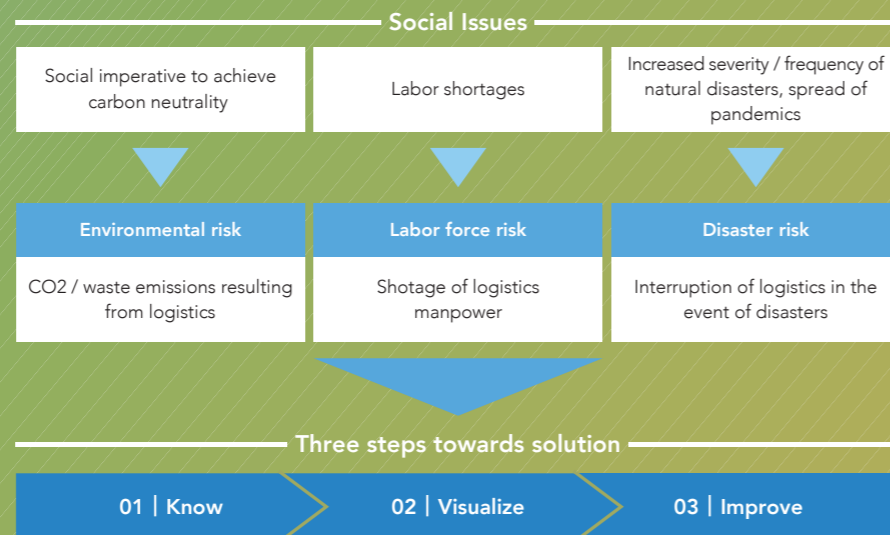 Social Issues
Social imperative to achieve
carbon neutrality
Labor shortages
Increased severity / frequency of
natural disasters, spread of
pandemics
Environmental risk
Labor force risk
Disaster risk
CO2 / waste emissions resulting
from logistics
Shotage of logistics
manpower
Interruption of logistics in the
event of disasters
Three steps towards solution
01 | Know
02 | Visualize
03 | Improve